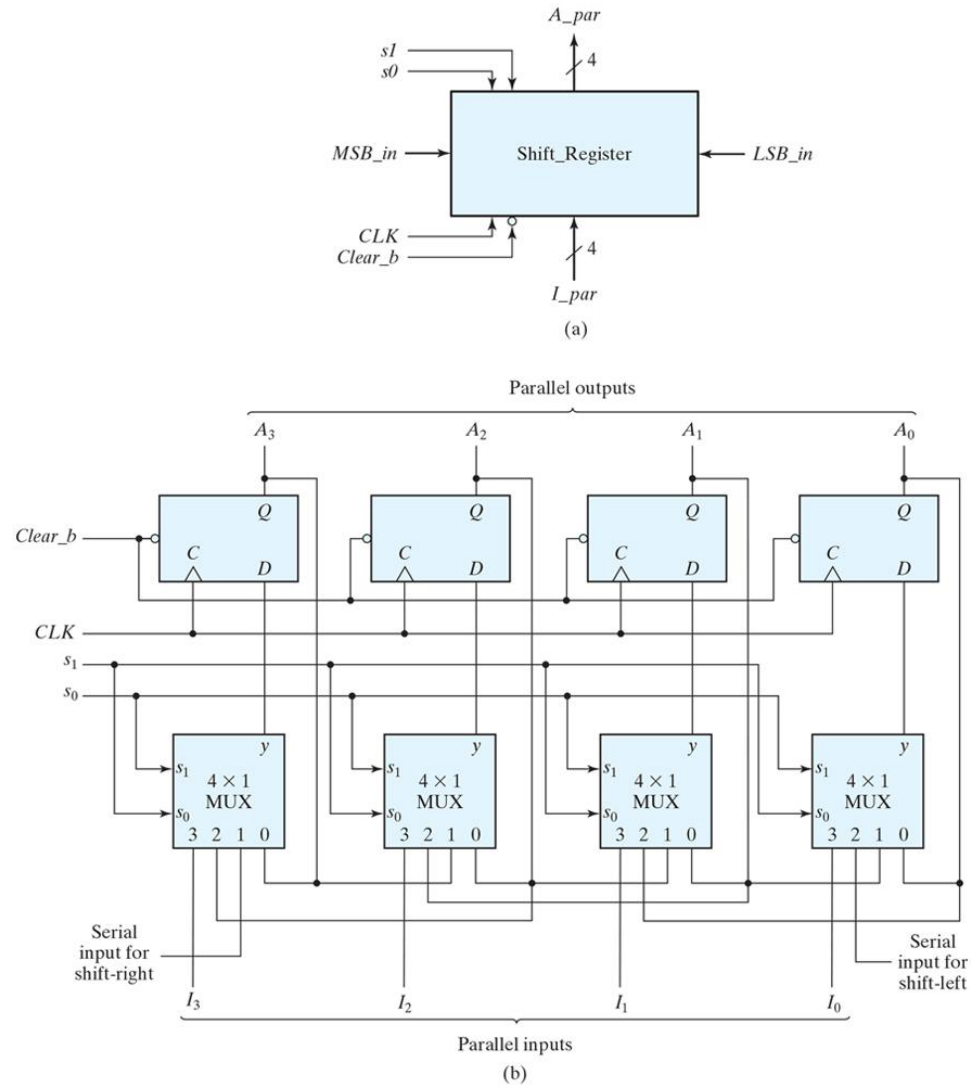 A_par
4
s1
s0
MSB_in
Shift_Register
LSB_in
CLK
Clear_b
4
I_par
(a)
Parallel outputs
A3 A2 A1 A0
Q Q Q Q
Clear_b
C D C D C D C D
CLK
s1
s0
y y y y
s1 s1 s1 s1
4 × 1 4 × 1 4 × 1 4 × 1
MUX MUX MUX MUX
s0 s0 s0 s0
3 2 1 0 3 2 1 0 3 2 1 0 3 2 1 0
Serial
input for
shift-right
Serial
input for
shift-left
I3 I2 I1 I0
Parallel inputs
(b)